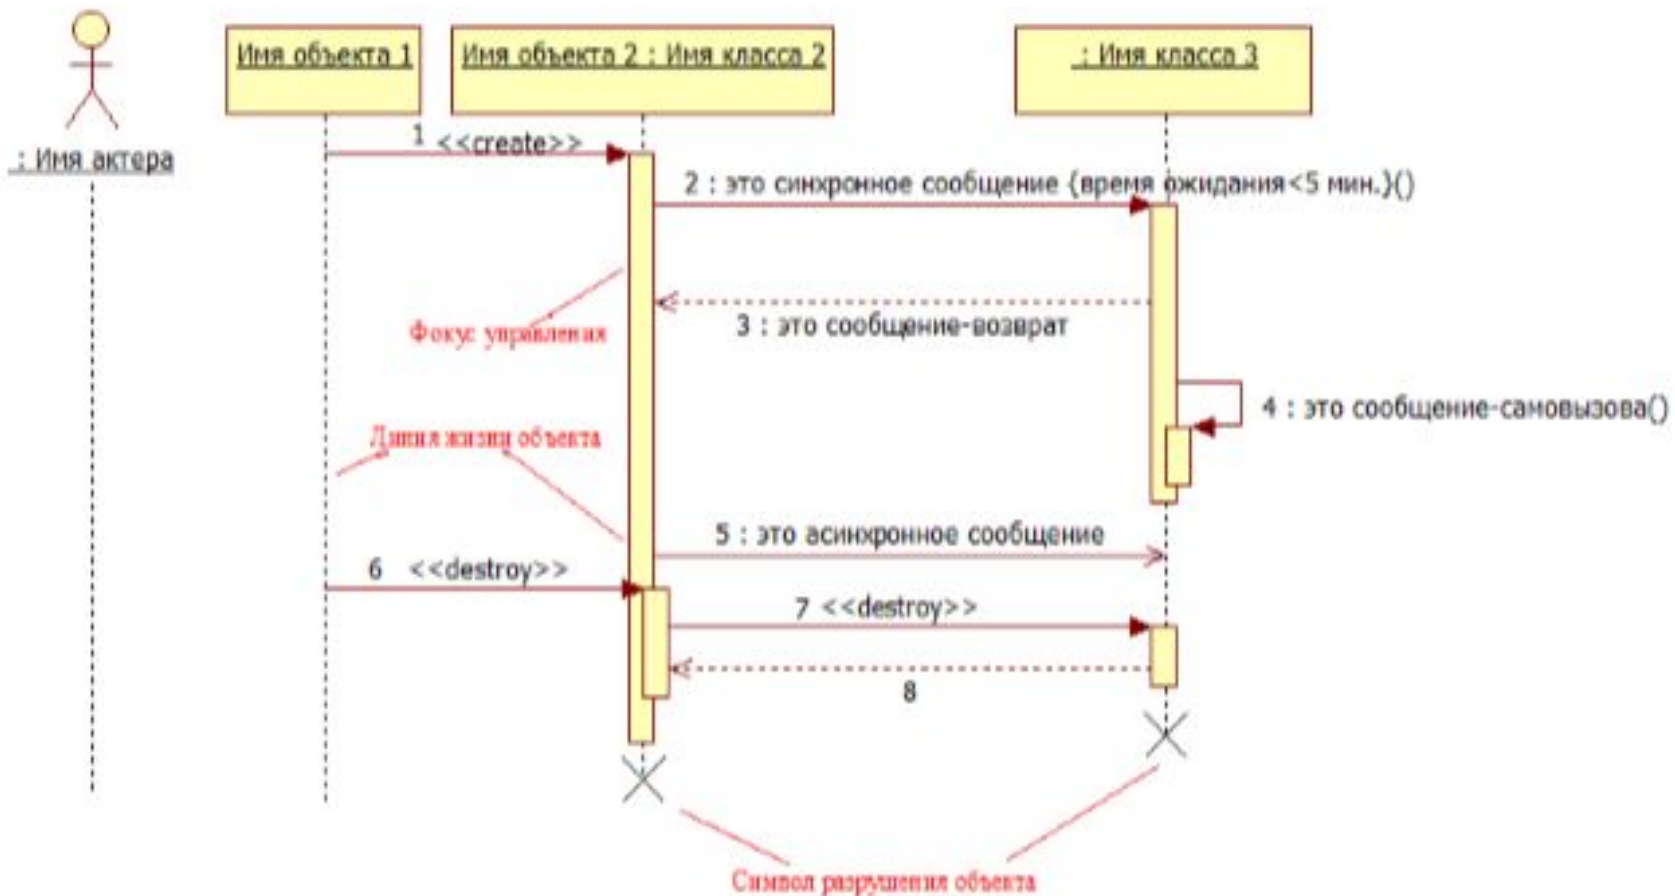 Имя объекта 1
Имя объекта 2 : Имя класса 2
: Имя класса 3
: Имя актера
1 <<create>>
2 : это синхронное сообщение {время ожидания<5 мин.}()
3 : это сообщение-возврат
Фокус управления
4 : это сообщение-самовызова()
Линия жизни объекта
5 : это асинхронное сообщение
6 <<destroy>>
7 <<destroy>>
8
Символ разрушения объекта